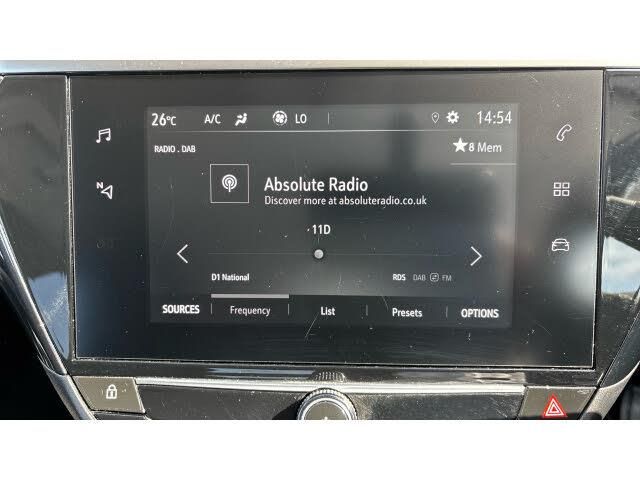 26°C A/C LO 14:54
RADIO . DAB
8 Mem
Absolute Radio
Discover more at absoluteradio.co.uk
N
11D
D1 National RDS DAB FM
SOURCES Frequency List Presets OPTIONS